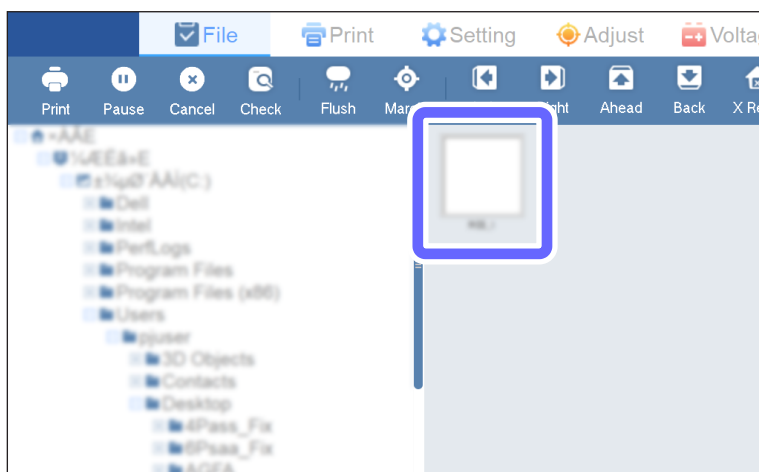 File Print Setting Adjust
Print Pause Cancel Check Flush Ahead Back
Dell
Intel
PerfLogs
Program Files
Program Files (x86)
Users
pjuser
3D Objects
Contacts
Desktop
4Pass_Fix